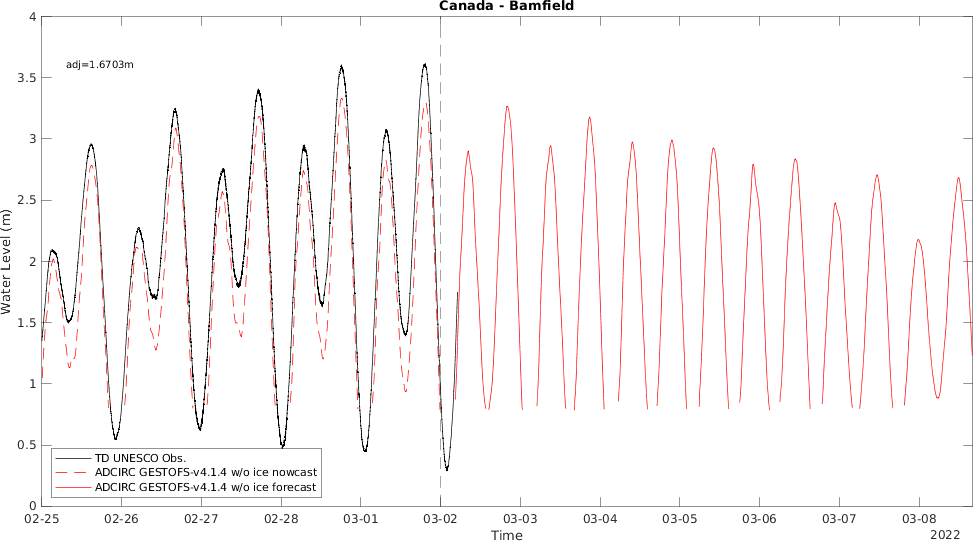 Canada - Bamfield
4
adj=1.6703m
3.5
3
2.5
2
1.5
1
0.5
0
Water Level (m)
TD UNESCO Obs.
ADCIRC GESTOFS-v4.1.4 w/o ice nowcast
ADCIRC GESTOFS-v4.1.4 w/o ice forecast
02-25 02-26 02-27 02-28 03-01 03-02 03-03 03-04 03-06 03-06 03-07 03-08
Time
2022